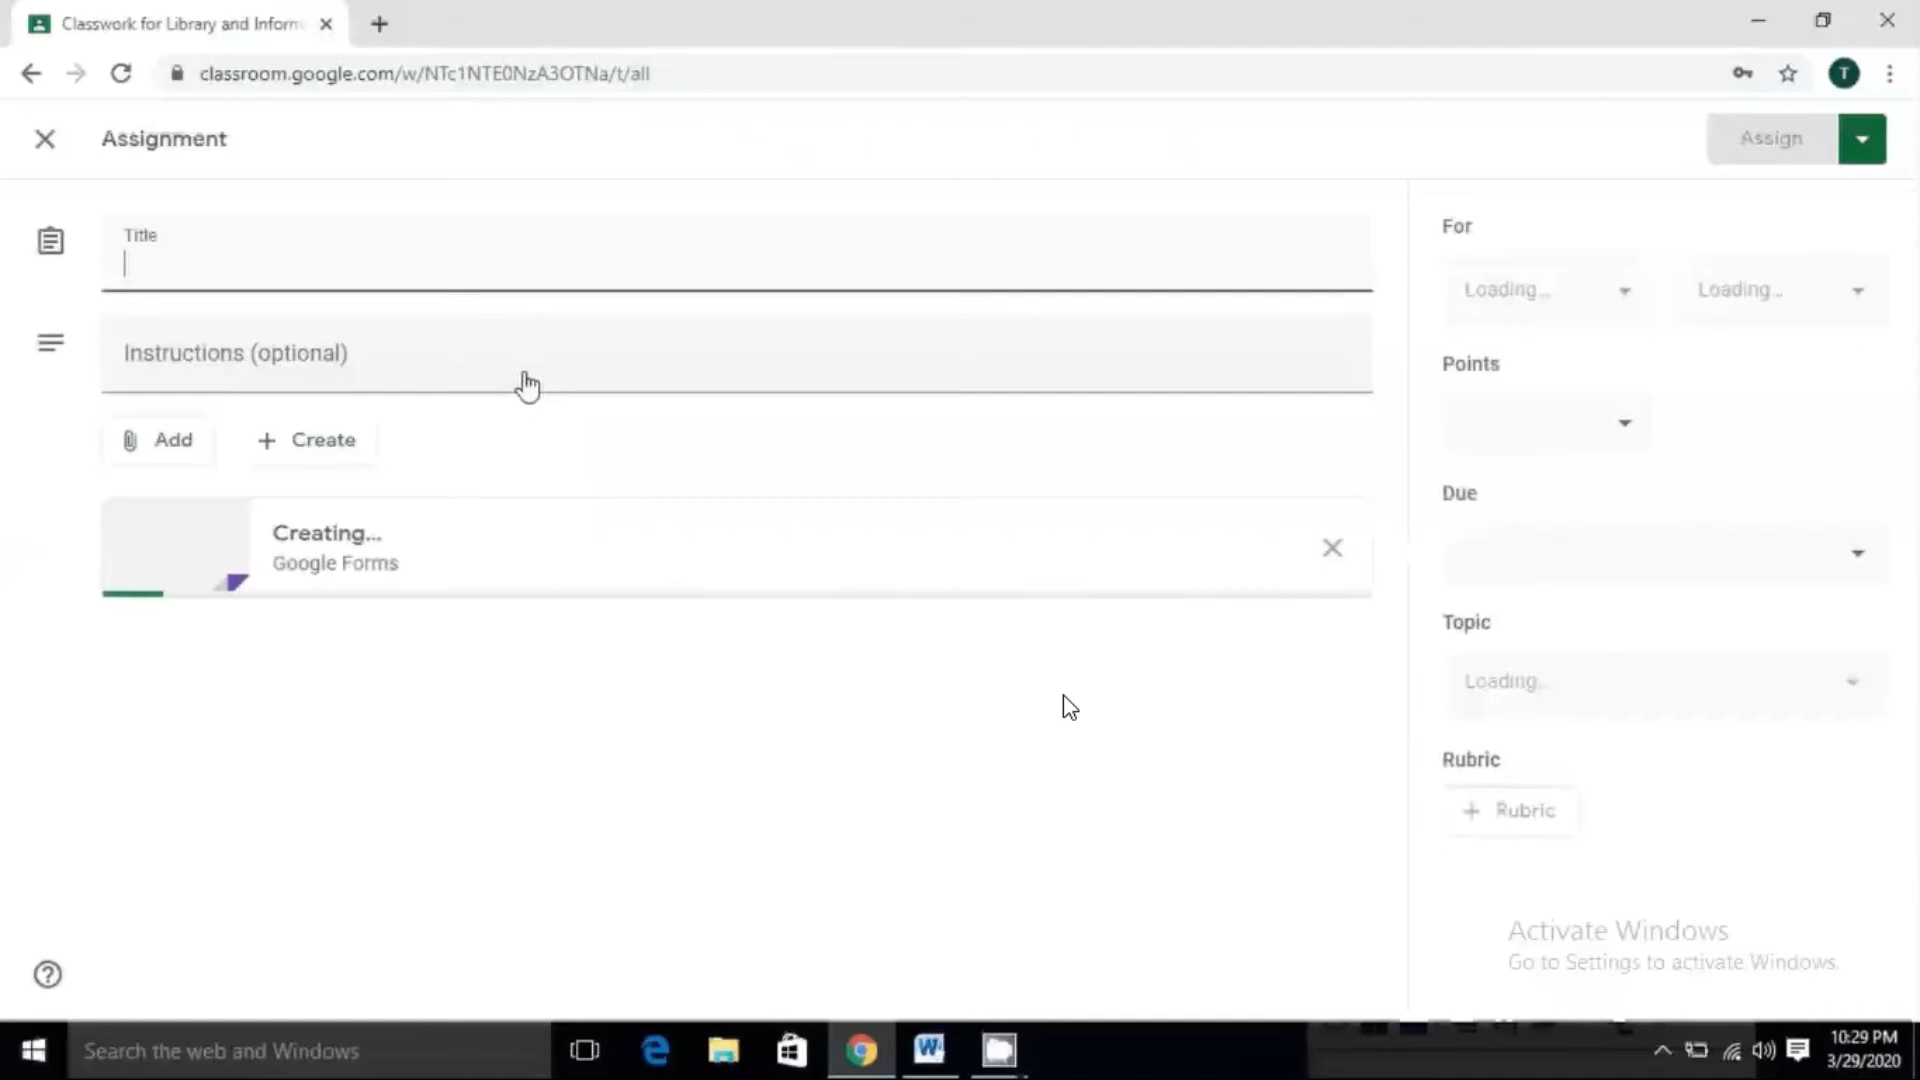 Classwork for Library and Inform
classroom.google.com/w/NTc1NTE0NzA3OTNa/t/all
T
Assignment
Assign
Title
For
Loading...
Loading...
Instructions (optional)
Points
Add
Create
Due
Creating...
Google Forms
Topic
Loading...
Rubric
Rubric
Activate Windows
Go to Settings to activate Windows.
Search the web and Windows
10:29 PM
3/29/2020